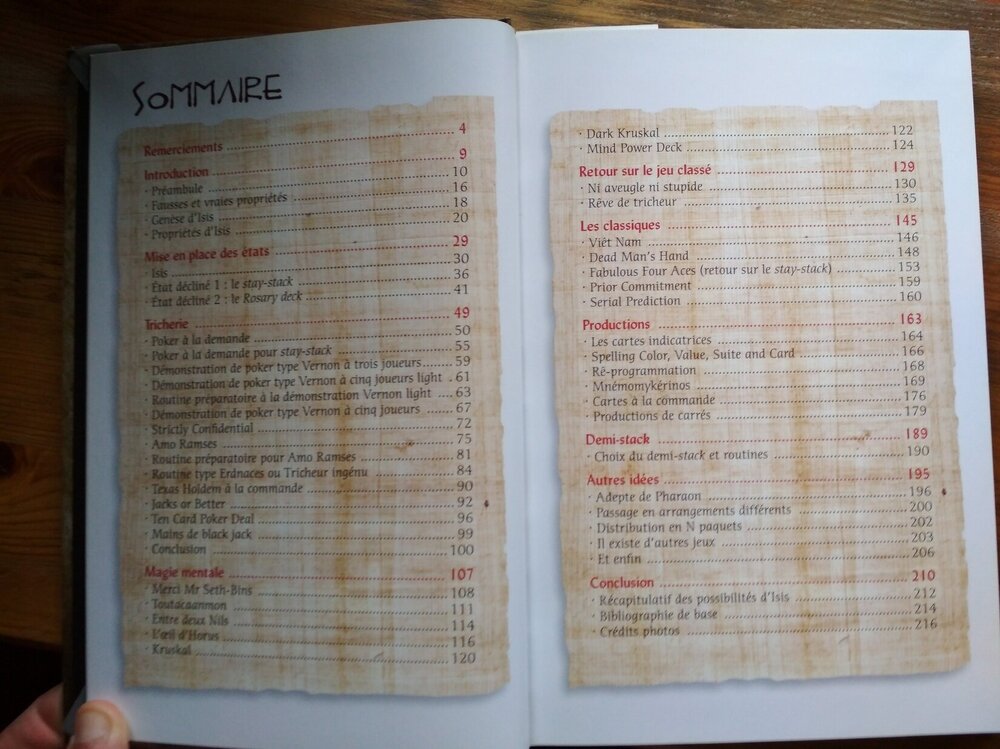 SOMMAIRE
Remerciements 4
Introduction 9
· Préambule 10
· Fausses et vraies propriétés 16
· Genèse d'Isis 18
· Propriétés d'Isis 20
Mise en place des états 29
· Isis 30
· État décliné 1 : le stay-stack 36
· État décliné 2 : le Rosary deck 41
Tricherie 49
· Poker à la demande 50
· Poker à la demande pour stay-stack 55
· Démonstration de poker type Vernon à trois joueurs 59
· Démonstration de poker type Vernon à cinq joueurs light 61
· Routine préparatoire à la démonstration Vernon light 63
· Démonstration de poker type Vernon à cinq joueurs 67
· Strictly Confidential 72
· Amo Ramses 75
· Routine préparatoire pour Amo Ramses 81
· Routine type Erdnaces ou Tricheur ingénu 84
· Texas Holdem à la commande 90
· Jacks or Better 92
· Ten Card Poker Deal 96
· Mains de black jack 99
· Conclusion 100
Magie mentale 107
· Merci Mr Seth-Bins 108
· Toutacaanmon 111
· Entre deux Nils 114
· L'œil d'Horus 116
· Kruskal 120
· Dark Kruskal 122
· Mind Power Deck 124
Retour sur le jeu classé 129
· Ni aveugle ni stupide 130
· Rêve de tricheur 135
Les classiques 145
· Viêt Nam 146
· Dead Man's Hand 148
· Fabulous Four Aces (retour sur le stay-stack) 153
· Prior Commitment 159
· Serial Prediction 160
Productions 163
· Les cartes indicatrices 164
· Spelling Color, Value, Suite and Card 166
· Rê-programmation 168
· Mnémomykérinos 169
· Cartes à la commande 176
· Productions de carrés 179
Demi-stack 189
· Choix du demi-stack et routines 190
Autres idées 195
· Adepte de Pharaon 196
· Passage en arrangements différents 200
· Distribution en N paquets 202
· Il existe d'autres jeux 203
· Et enfin 206
Conclusion 210
· Récapitulatif des possibilités d'Isis 212
· Bibliographie de base 214
· Crédits photos 216